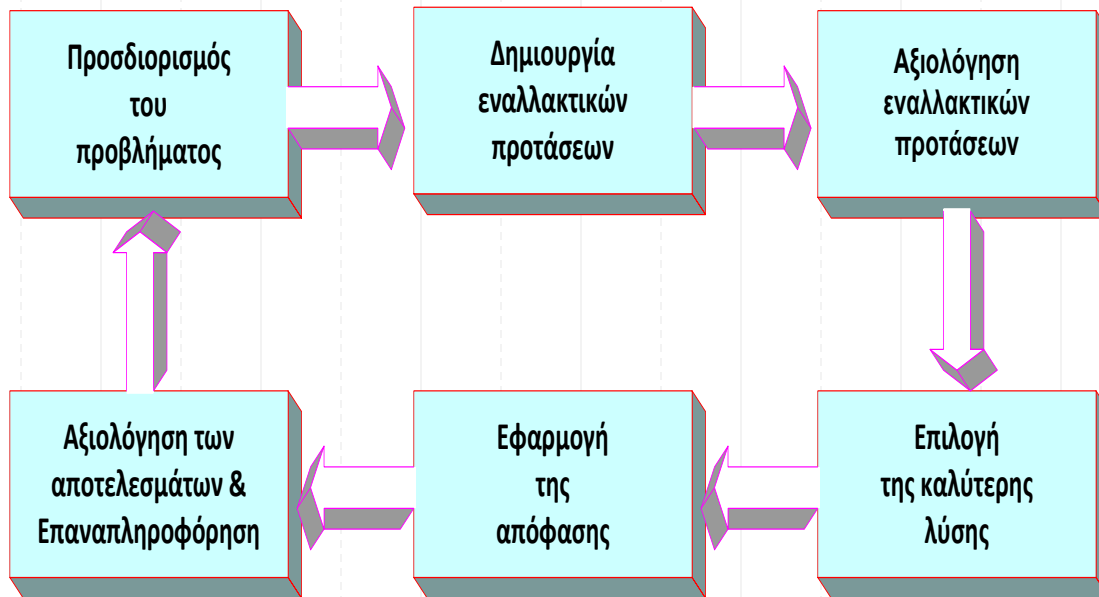 Προσδιορισμός
του
προβλήματος
Δημιουργία
εναλλακτικών
προτάσεων
Αξιολόγηση
εναλλακτικών
προτάσεων
Επιλογή
της καλύτερης
λύσης
Εφαρμογή
της
απόφασης
Αξιολόγηση των
αποτελεσμάτων &
Επαναπληροφόρηση